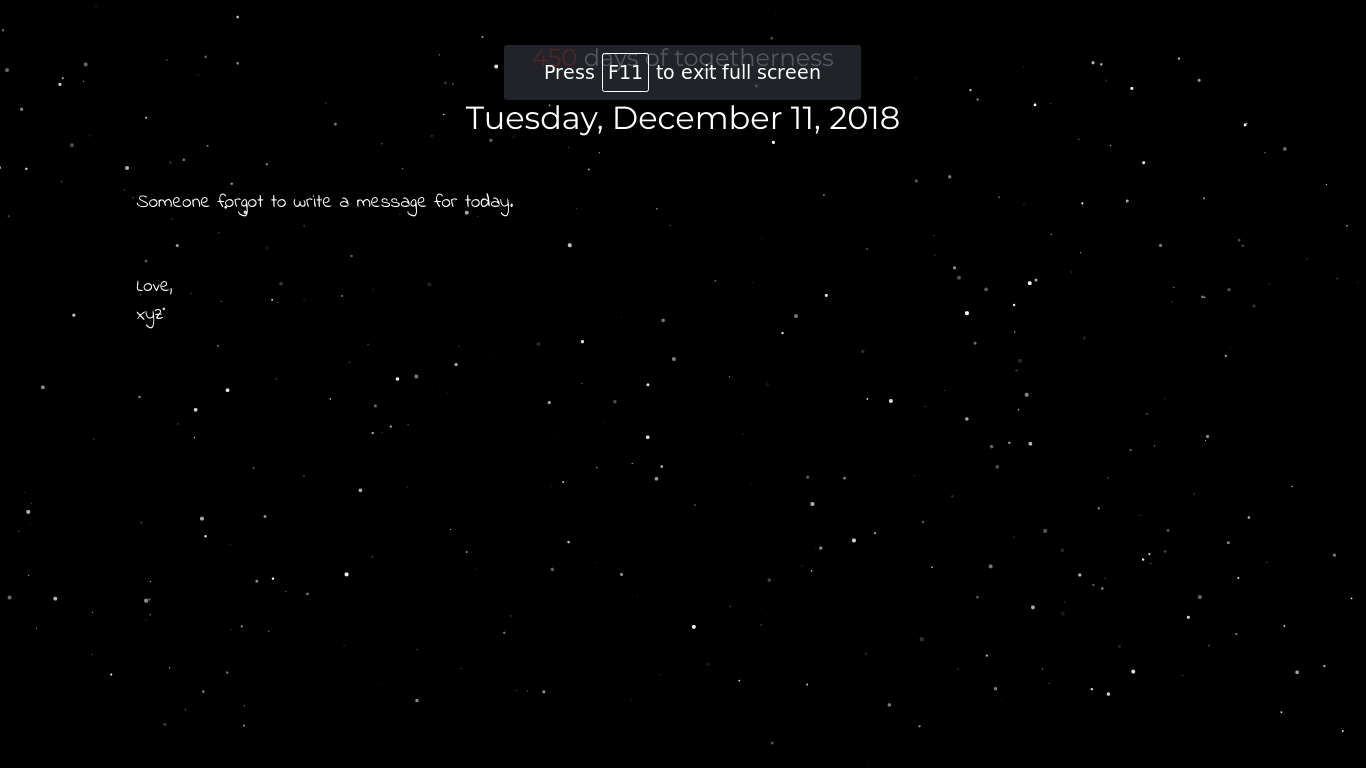 450 days of togetherness
Press F11 to exit full screen
Tuesday, December 11, 2018
Someone forgot to write a message for today.
Love,
xyz